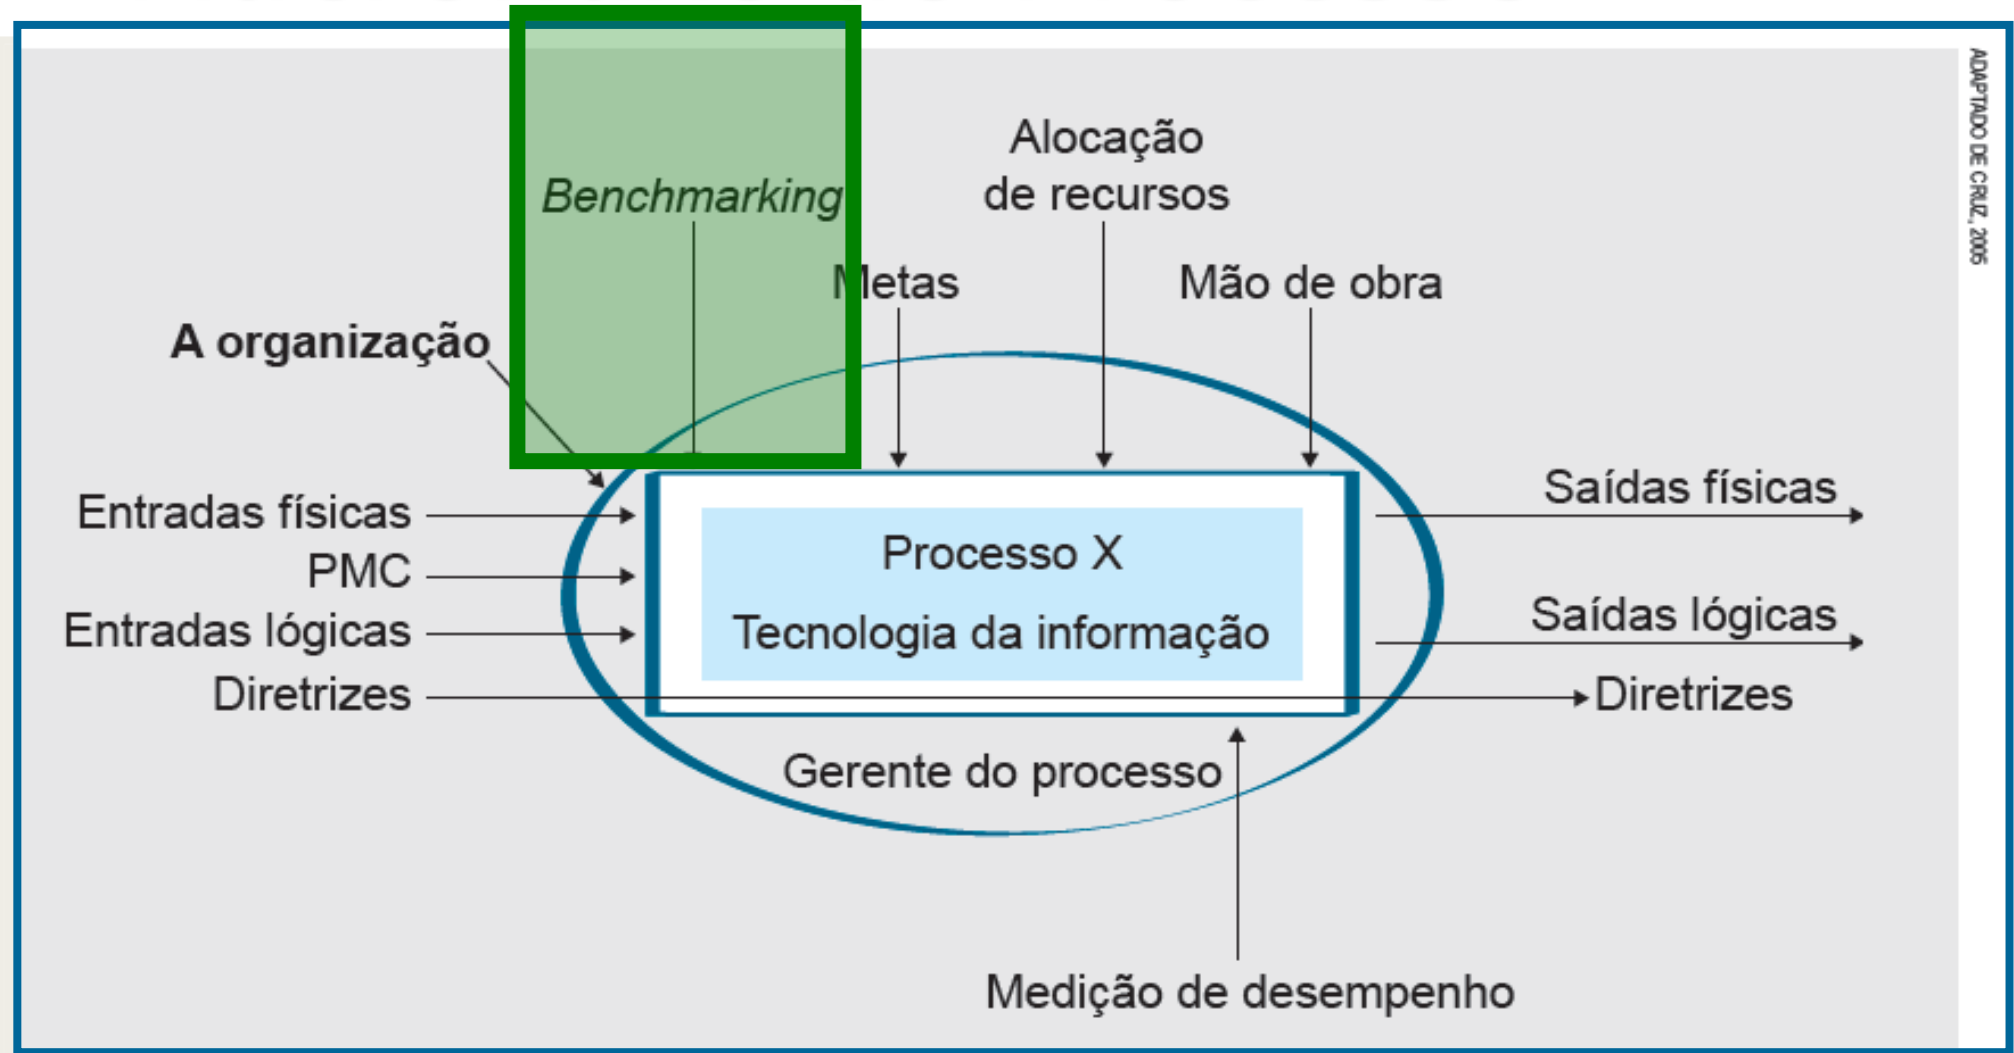 ADAPTADO DE CRUZ, 2005
Alocação
de recursos
Benchmarking
Metas
Mão de obra
A organização
Entradas físicas
PMC
Entradas lógicas
Diretrizes
Processo X
Tecnologia da informação
Saídas físicas
Saídas lógicas
Diretrizes
Gerente do processo
Medição de desempenho